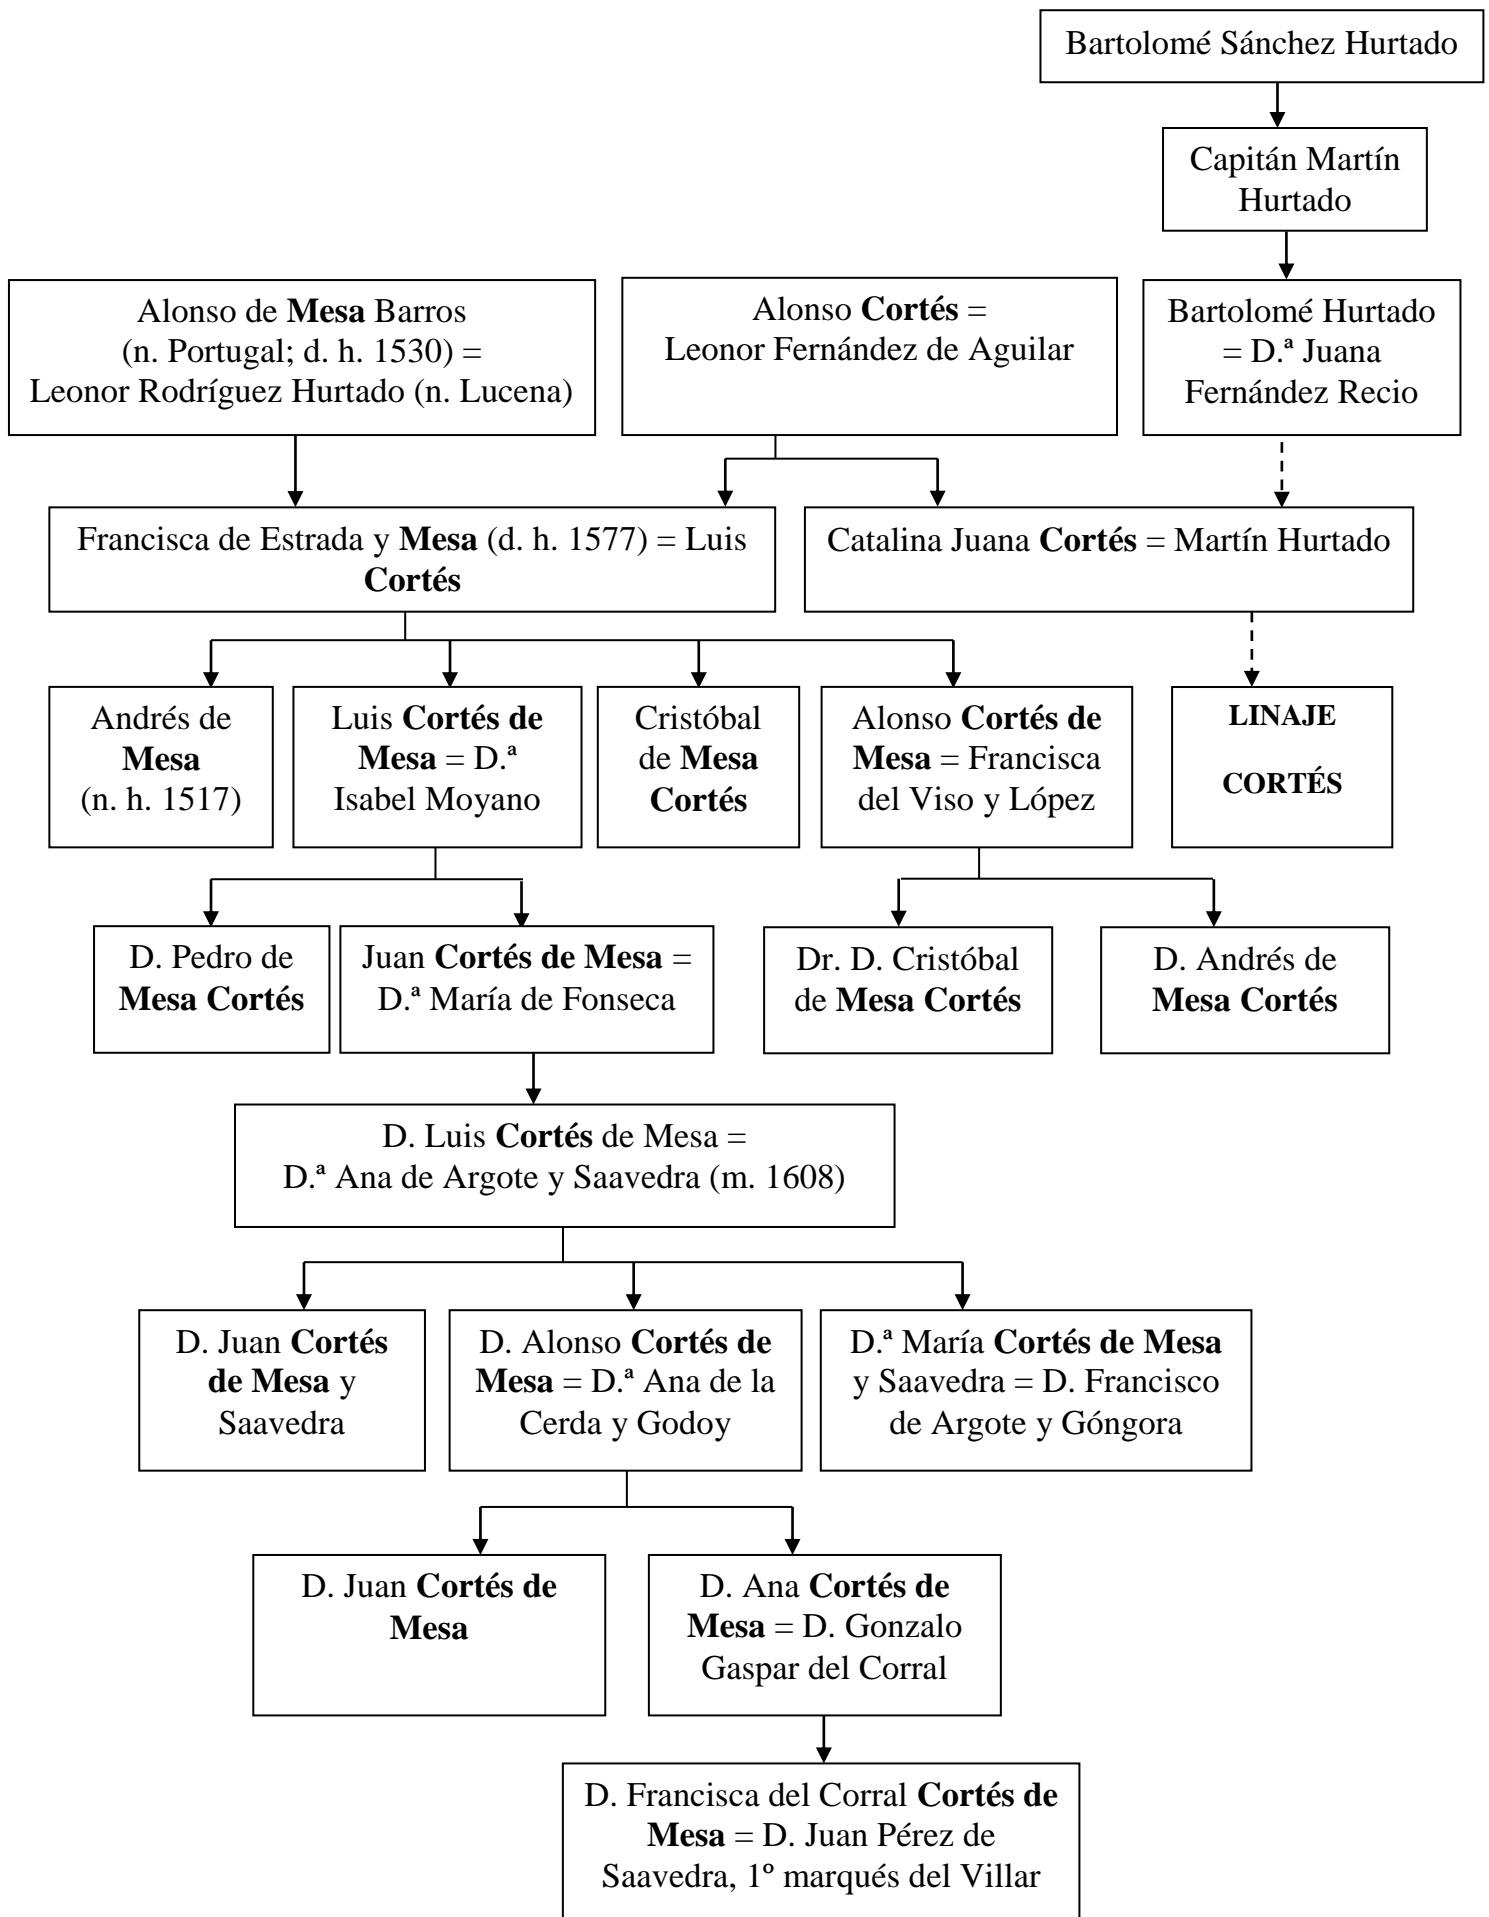 Bartolomé Sánchez Hurtado
Capitán Martín
Hurtado
Alonso de Mesa Barros
(n. Portugal; d. h. 1530) =
Leonor Rodríguez Hurtado (n. Lucena)
Alonso Cortés =
Leonor Fernández de Aguilar
Bartolomé Hurtado
= D.ª Juana
Fernández Recio
Francisca de Estrada y Mesa (d. h. 1577) = Luis
Cortés
Catalina Juana Cortés = Martín Hurtado
Andrés de
Mesa
(n. h. 1517)
Luis Cortés de
Mesa = D.ª
Isabel Moyano
Cristóbal
de Mesa
Cortés
Alonso Cortés de
Mesa = Francisca
del Viso y López
LINAJE
CORTÉS
D. Pedro de
Mesa Cortés
Juan Cortés de Mesa =
D.ª María de Fonseca
Dr. D. Cristóbal
de Mesa Cortés
D. Andrés de
Mesa Cortés
D. Luis Cortés de Mesa =
D.ª Ana de Argote y Saavedra (m. 1608)
D. Juan Cortés
de Mesa y
Saavedra
D. Alonso Cortés de
Mesa = D.ª Ana de la
Cerda y Godoy
D.ª María Cortés de Mesa
y Saavedra = D. Francisco
de Argote y Góngora
D. Juan Cortés de
Mesa
D. Ana Cortés de
Mesa = D. Gonzalo
Gaspar del Corral
D. Francisca del Corral Cortés de
Mesa = D. Juan Pérez de
Saavedra, 1º marqués del Villar